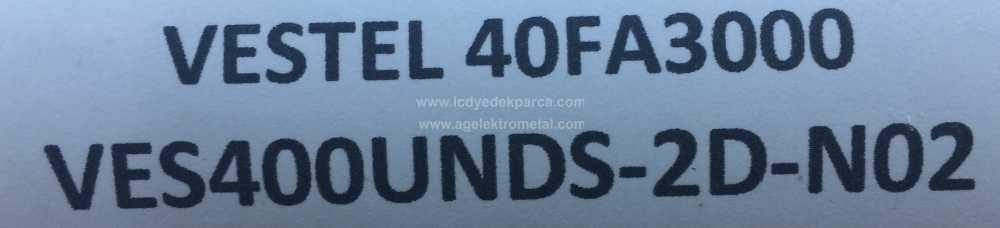 VESTEL 40FA3000
www.lcdyedekparca.com
www.agelektrometal.com
VES400UNDS-2D-N02